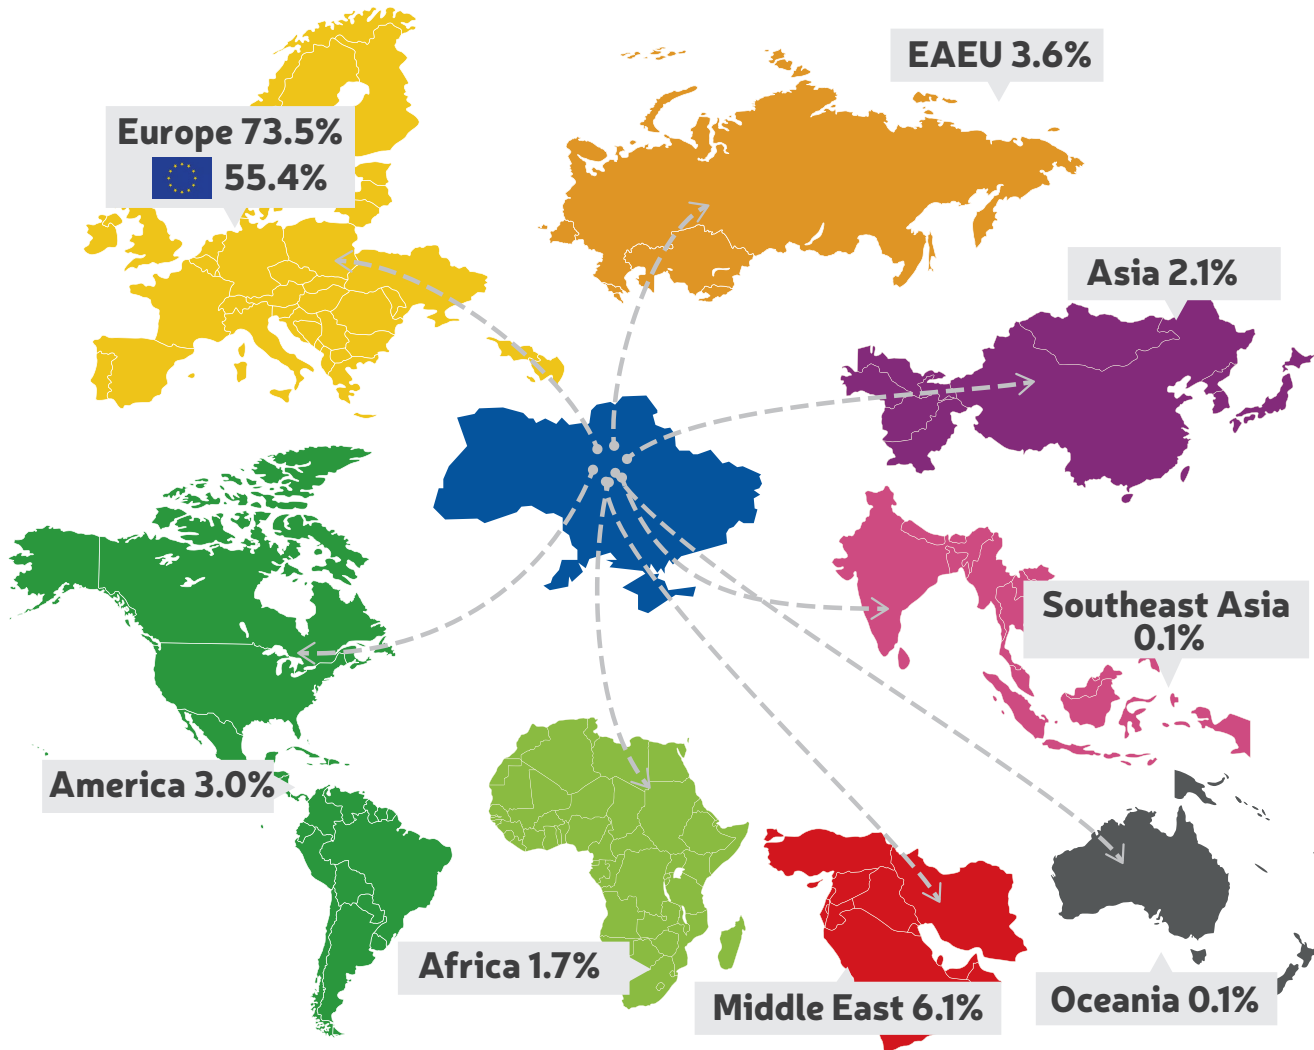 EAEU 3.6%
Europe 73.5%
55.4%
Asia 2.1%
Southeast Asia
0.1%
America 3.0%
Africa 1.7%
Middle East 6.1%
Oceania 0.1%